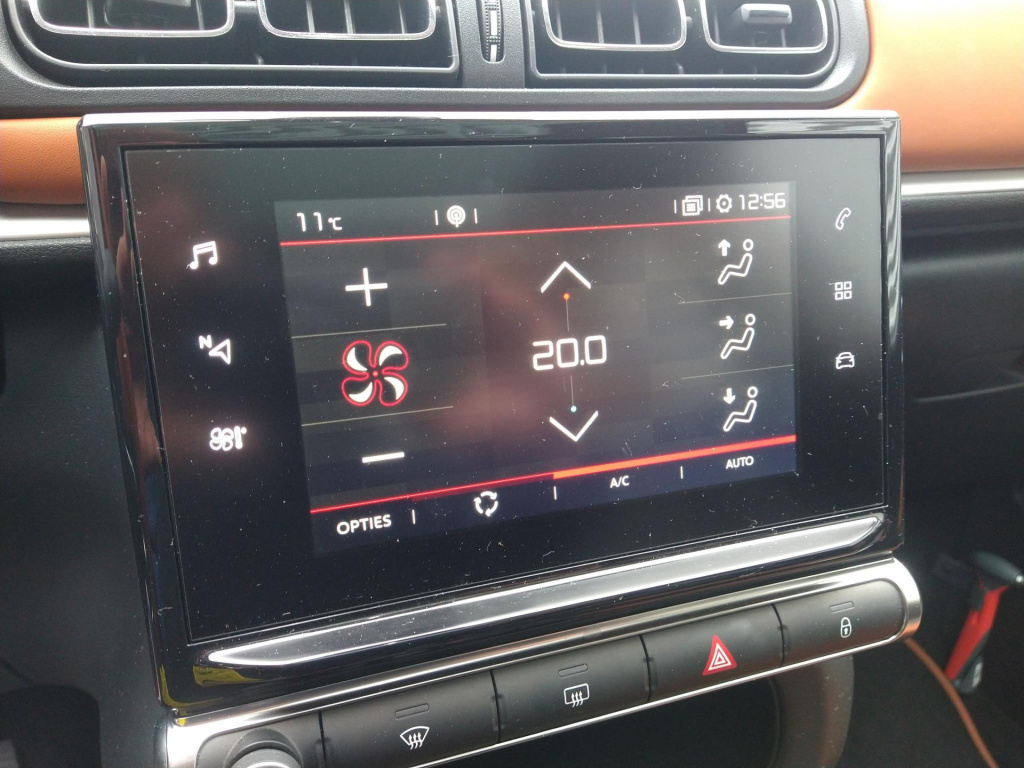 11°C
12:56
N
20.0
OPTIES
A/C
AUTO